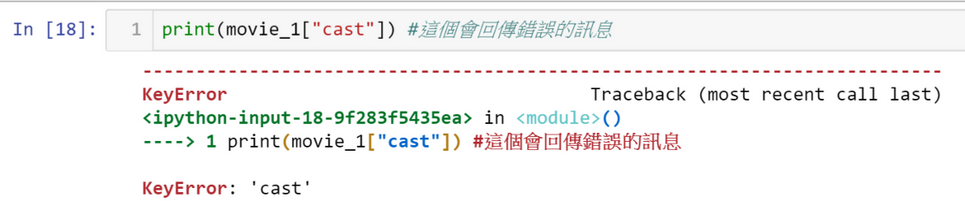 In [18]: 1 print(movie_1["cast"]) #這個會回傳錯誤的訊息
---------------------------------------------------------------------------
KeyError Traceback (most recent call last)
<ipython-input-18-9f283f5435ea> in <module>()
----> 1 print(movie_1["cast"]) #這個會回傳錯誤的訊息
KeyError: 'cast'